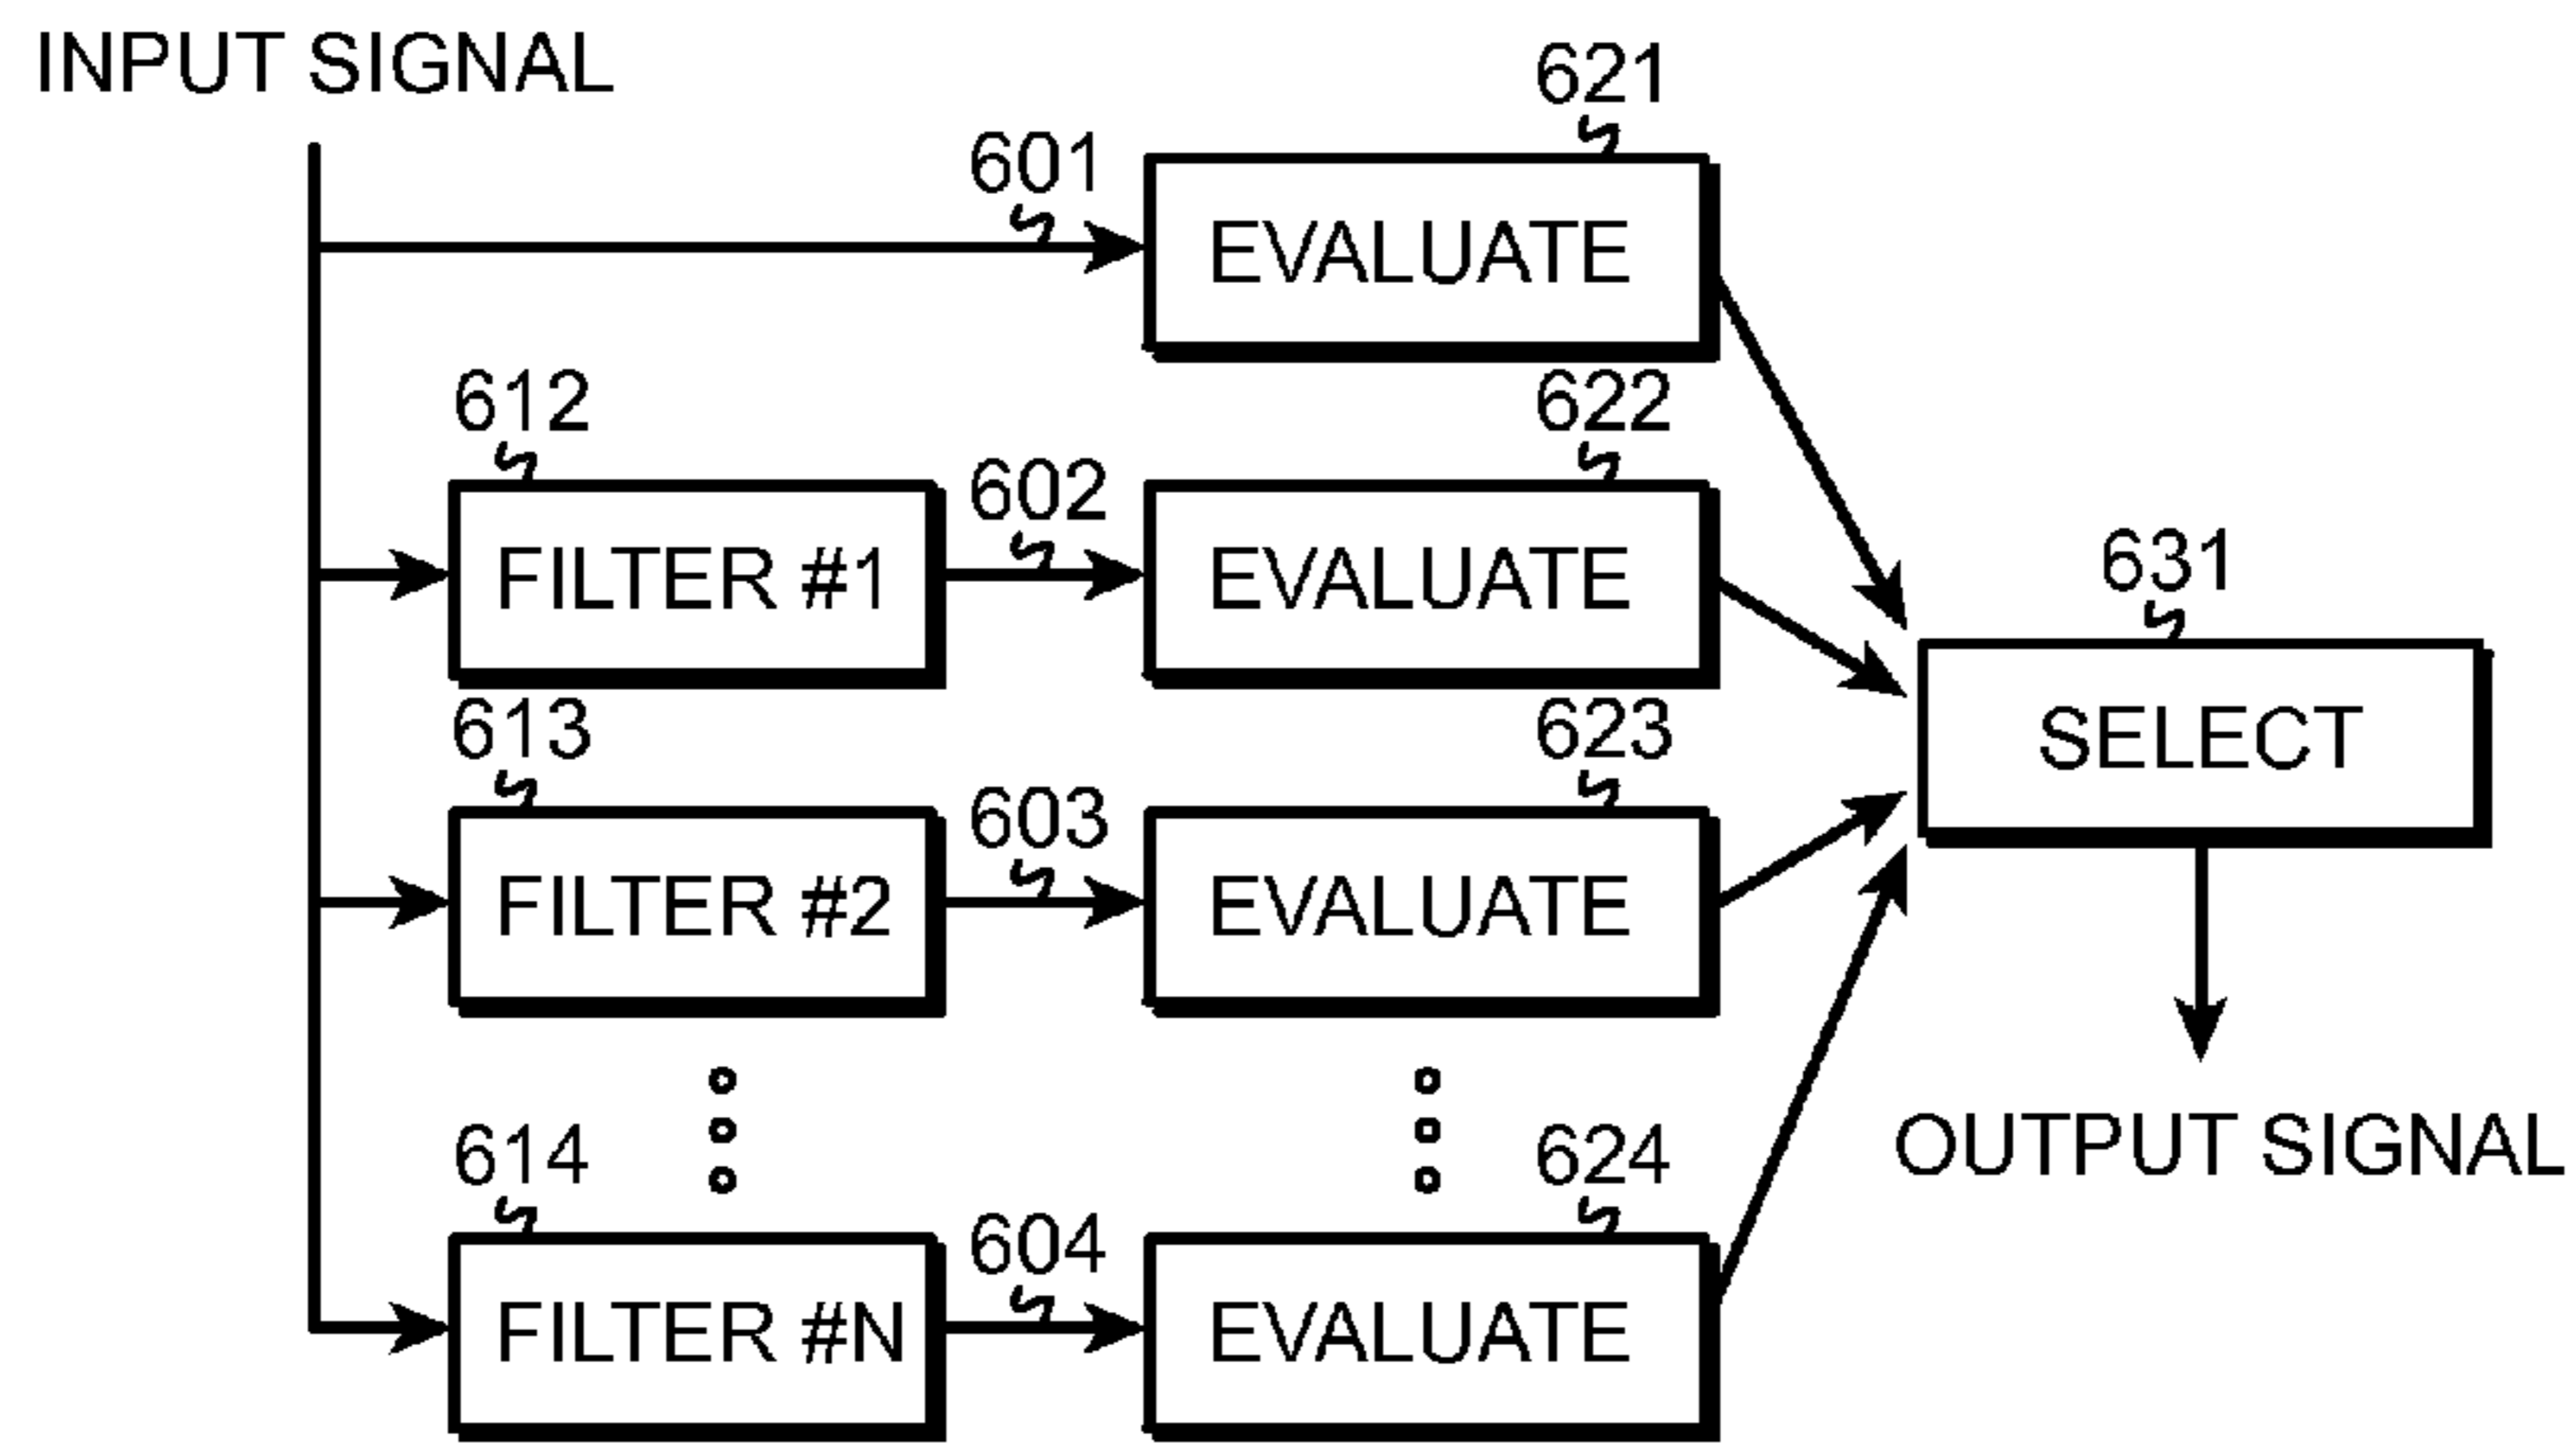 INPUT SIGNAL
621
601
EVALUATE
612
622
602
FILTER #1
EVALUATE
631
613
623
SELECT
603
FILTER #2
EVALUATE
614
624
OUTPUT SIGNAL
604
FILTER #N
EVALUATE